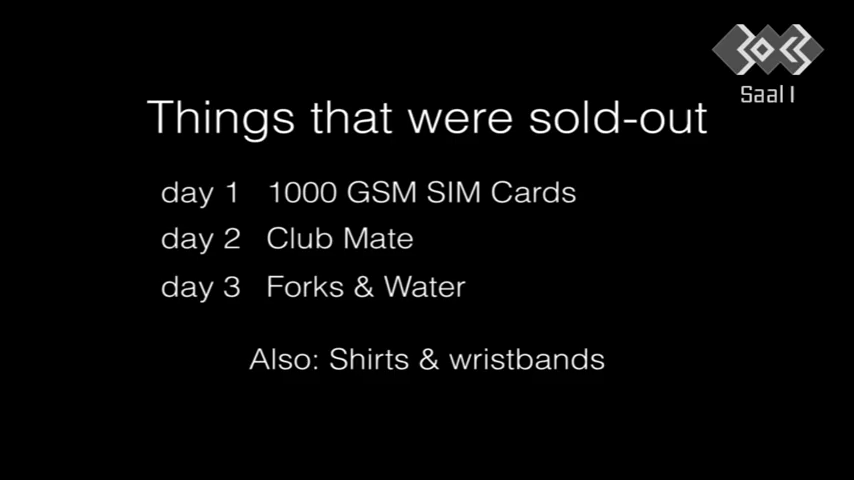 30C3
Saal 1
Things that were sold-out
day 1 1000 GSM SIM Cards
day 2 Club Mate
day 3 Forks & Water
Also: Shirts & wristbands